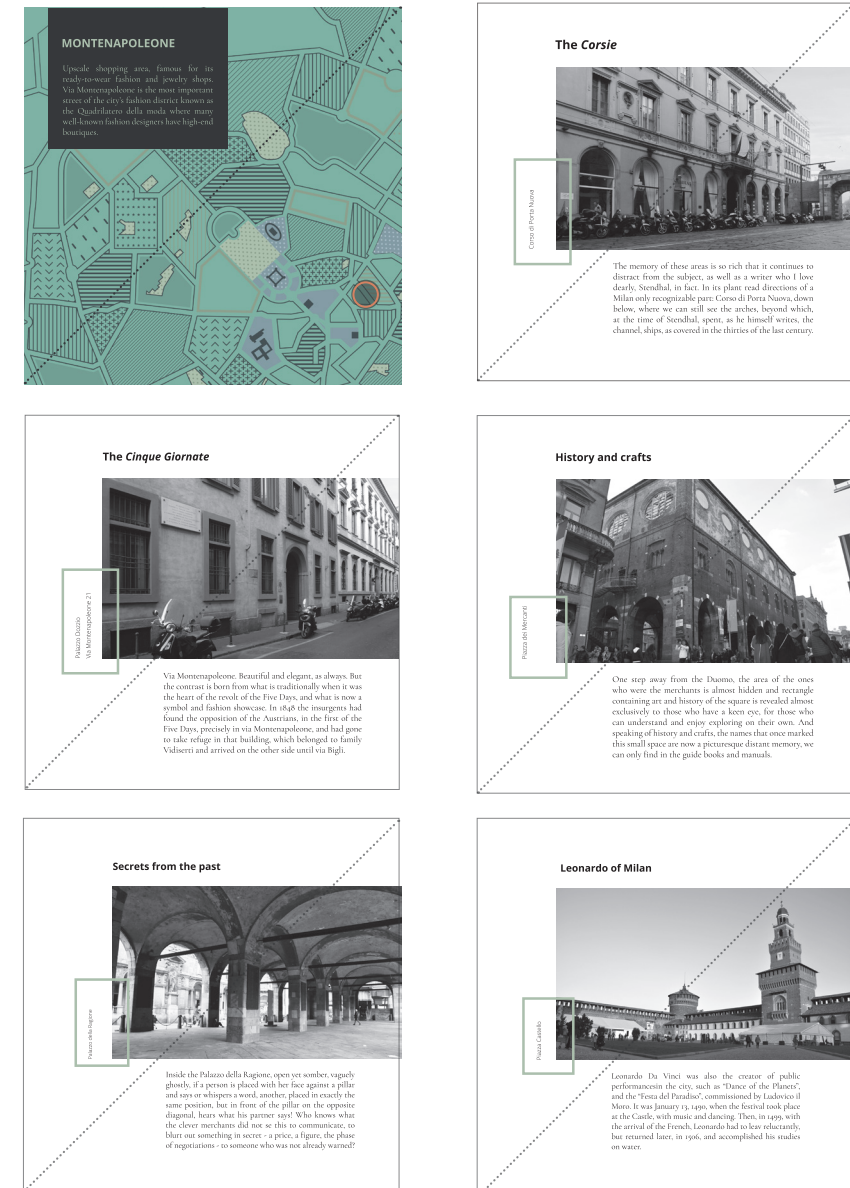 MONTENAPOLEONE
Upscale shopping area, famous for its
ready-to-wear fashion and jewelry shops.
Via Montenapoleone is the most important
street of the city's fashion district known as
the Quadrilatero della moda where many
well-known fashion designers have high-end
boutiques.
The Corsie
Corso di Porta Nuova
The memory of these areas is so rich that it continues to
distract from the subject, as well as a writer who I love
dearly, Stendhal, in fact. In its plant read directions of a
Milan only recognizable part: Corso di Porta Nuova, down
below, where we can still see the arches, beyond which,
at the time of Stendhal, spent, as he himself writes, the
channel, ships, as covered in the thirties of the last century.
The Cinque Giornate
Palazzo Dozzio
Via Montenapoleone 21
Via Montenapoleone. Beautiful and elegant, as always. But
the contrast is born from what is traditionally when it was
the heart of the revolt of the Five Days, and what is now a
symbol and fashion showcase. In 1848 the insurgents had
found the opposition of the Austrians, in the first of the
Five Days, precisely in via Montenapoleone, and had gone
to take refuge in that building, which belonged to family
Vidiserti and arrived on the other side until via Bigli.
History and crafts
Piazza dei Mercanti
One step away from the Duomo, the area of the ones
who were the merchants is almost hidden and rectangle
containing art and history of the square is revealed almost
exclusively to those who have a keen eye, for those who
can understand and enjoy exploring on their own. And
speaking of history and crafts, the names that once marked
this small space are now a picturesque distant memory, we
can only find in the guide books and manuals.
Secrets from the past
Palazzo della Ragione
Inside the Palazzo della Ragione, open yet somber, vaguely
ghostly, if a person is placed with her face against a pillar
and says or whispers a word, another, placed in exactly the
same position, but in front of the pillar on the opposite
diagonal, hears what his partner says! Who knows what
the clever merchants did not se this to communicate, to
blurt out something in secret - a price, a figure, the phase
of negotiations - to someone who was not already warned?
Leonardo of Milan
Piazza Castello
Leonardo Da Vinci was also the creator of public
performancesin the city, such as “Dance of the Planets”,
and the “Festa del Paradiso”, commissioned by Ludovico il
Moro. It was January 13, 1490, when the festival took place
at the Castle, with music and dancing. Then, in 1499, with
the arrival of the French, Leonardo had to leav reluctantly,
but returned later, in 1506, and accomplished his studies
on water.